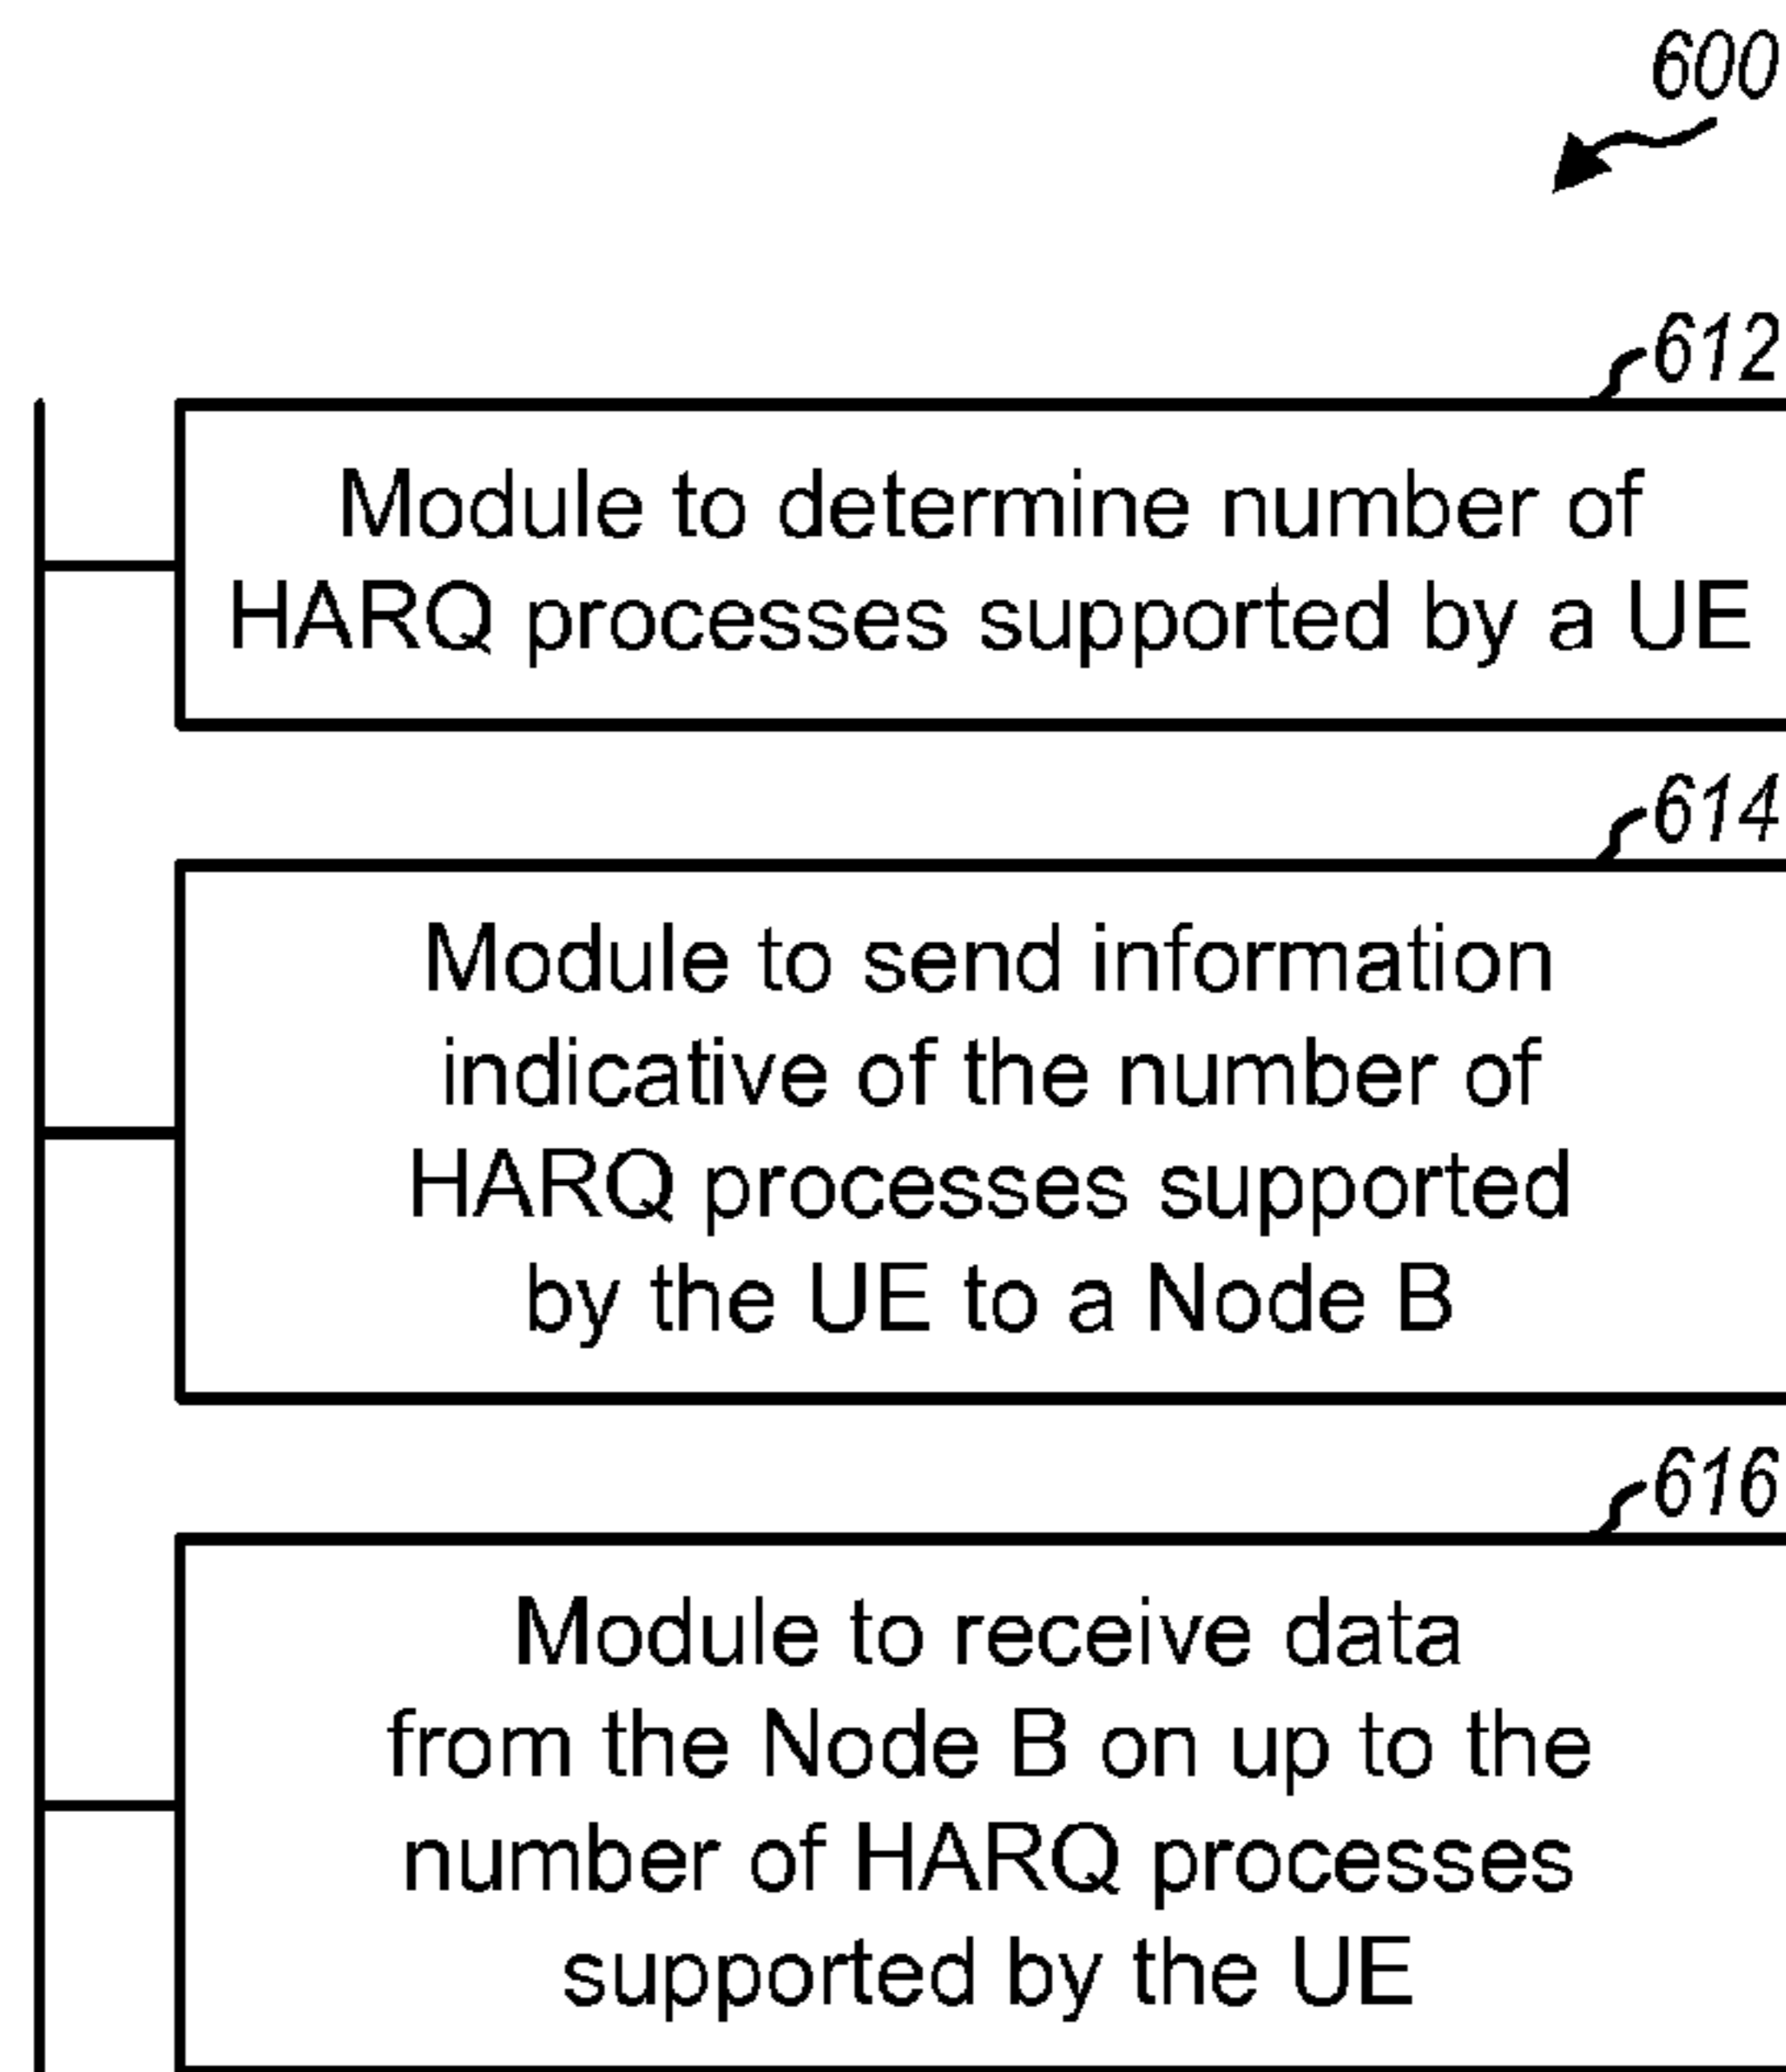 600
612
Module to determine number of
HARQ processes supported by a UE
614
Module to send information
indicative of the number of
HARQ processes supported
by the UE to a Node B
616
Module to receive data
from the Node B on up to the
number of HARQ processes
supported by the UE